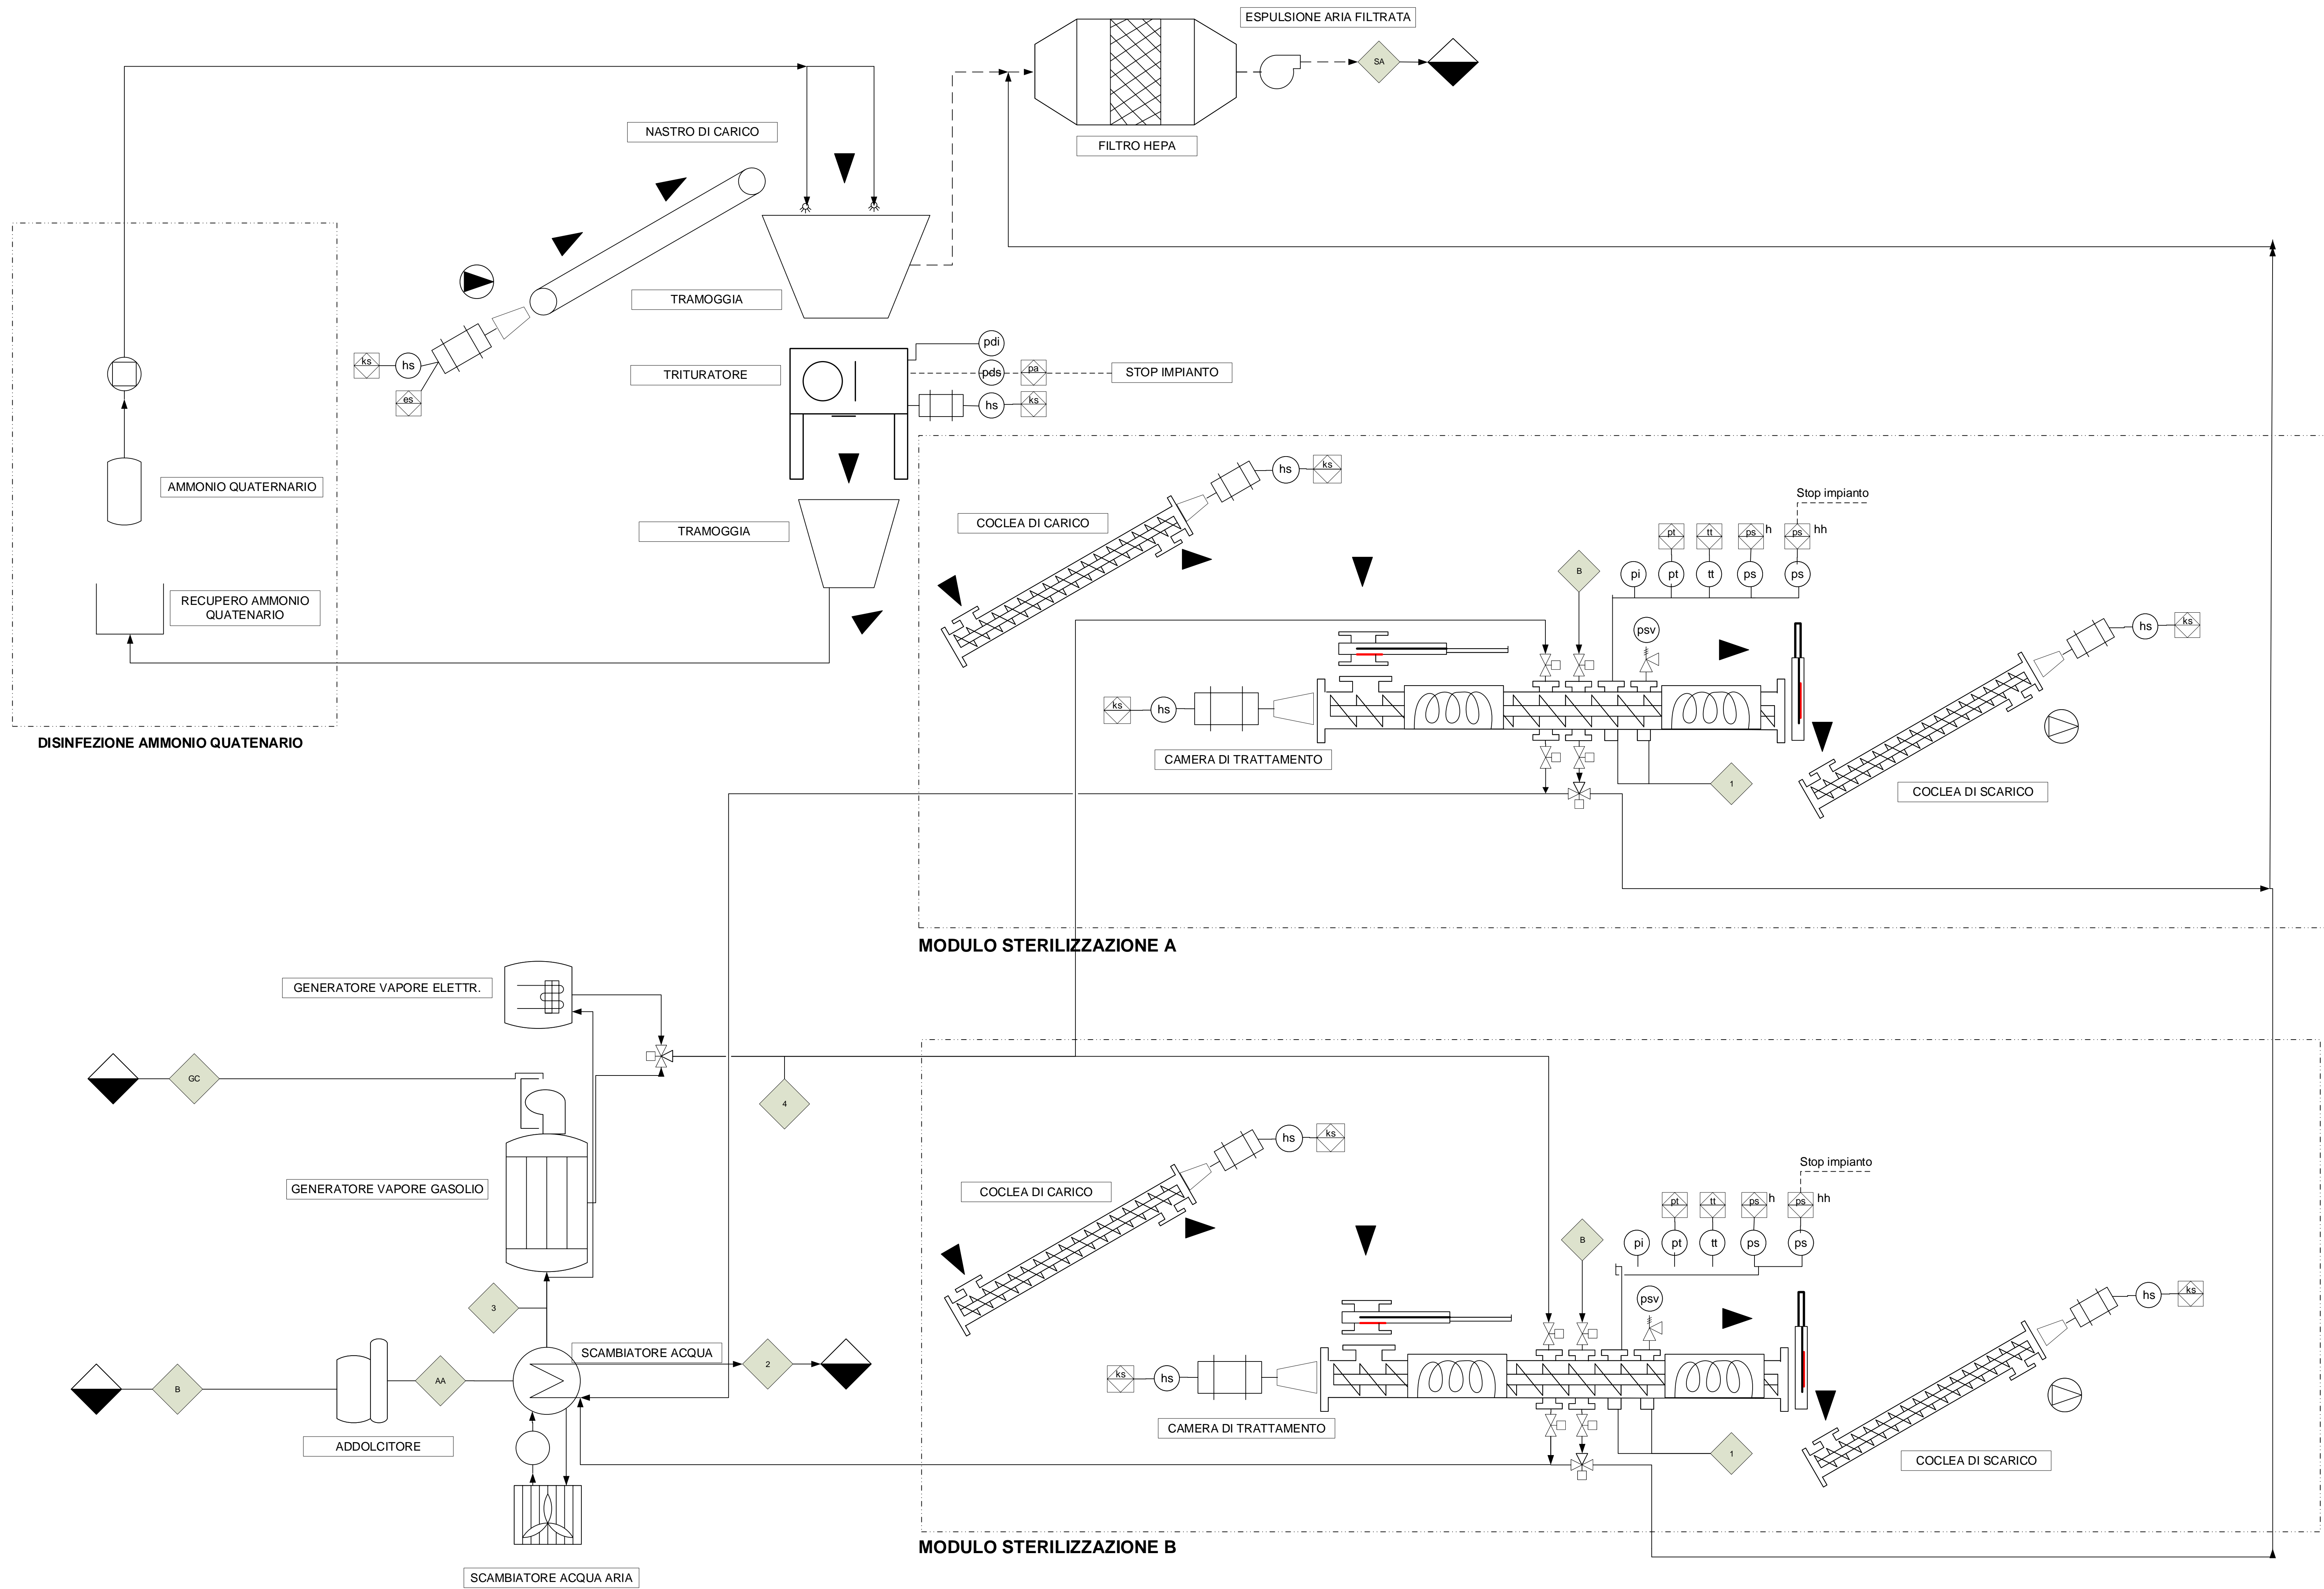 ESPULSIONE ARIA FILTRATA
SA
NASTRO DI CARICO
FILTRO HEPA
TRAMOGGIA
pdi
ks
hs
TRITURATORE
pds
pa
STOP IMPIANTO
es
hs
ks
AMMONIO QUATERNARIO
TRAMOGGIA
RECUPERO AMMONIO
QUATENARIO
DISINFEZIONE AMMONIO QUATENARIO
hs
ks
COCLEA DI CARICO
Stop impianto
pt
tt
ps
h
ps
hh
B
pi
pt
tt
ps
ps
psv
hs
ks
ks
hs
CAMERA DI TRATTAMENTO
1
COCLEA DI SCARICO
MODULO STERILIZZAZIONE A
GENERATORE VAPORE ELETTR.
GC
4
GENERATORE VAPORE GASOLIO
3
SCAMBIATORE ACQUA
2
B
AA
ADDOLCITORE
SCAMBIATORE ACQUA ARIA
hs
ks
COCLEA DI CARICO
Stop impianto
pt
tt
ps
h
ps
hh
B
pi
pt
tt
ps
ps
psv
hs
ks
ks
hs
CAMERA DI TRATTAMENTO
1
COCLEA DI SCARICO
MODULO STERILIZZAZIONE B